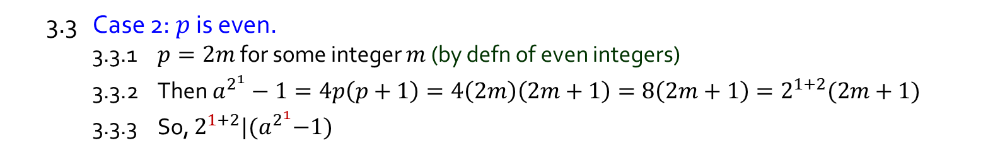 3.3 Case 2: 𝑝 is even.
3.3.1 𝑝 = 2𝑚 for some integer 𝑚 (by defn of even integers)
3.3.2 Then 𝑎^{2^1} − 1 = 4𝑝(𝑝 + 1) = 4(2𝑚)(2𝑚 + 1) = 8(2𝑚 + 1) = 2^{1+2}(2𝑚 + 1)
3.3.3 So, 2^{1+2}|(𝑎^{2^1}−1)